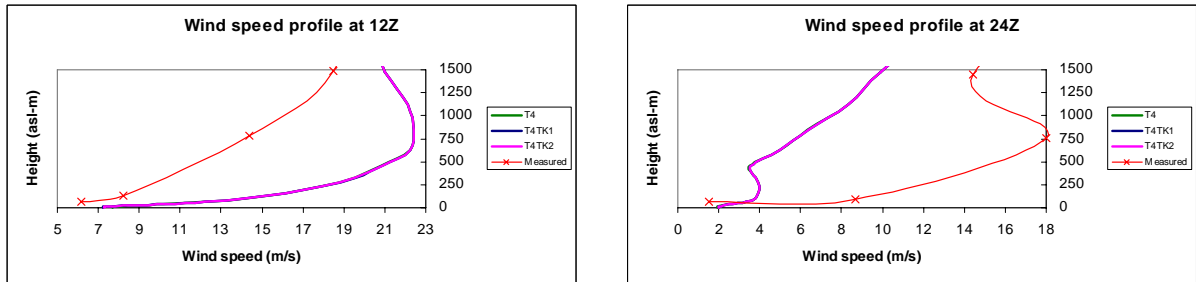 Wind speed profile at 12Z
1500
1250
1000
750
500
250
0
Height (asl-m)
5 7 9 11 13 15 17 19 21 23
Wind speed (m/s)
T4
T4TK1
T4TK2
Measured
Wind speed profile at 24Z
1500
1250
1000
750
500
250
0
Height (asl-m)
0 2 4 6 8 10 12 14 16 18
Wind speed (m/s)
T4
T4TK1
T4TK2
Measured